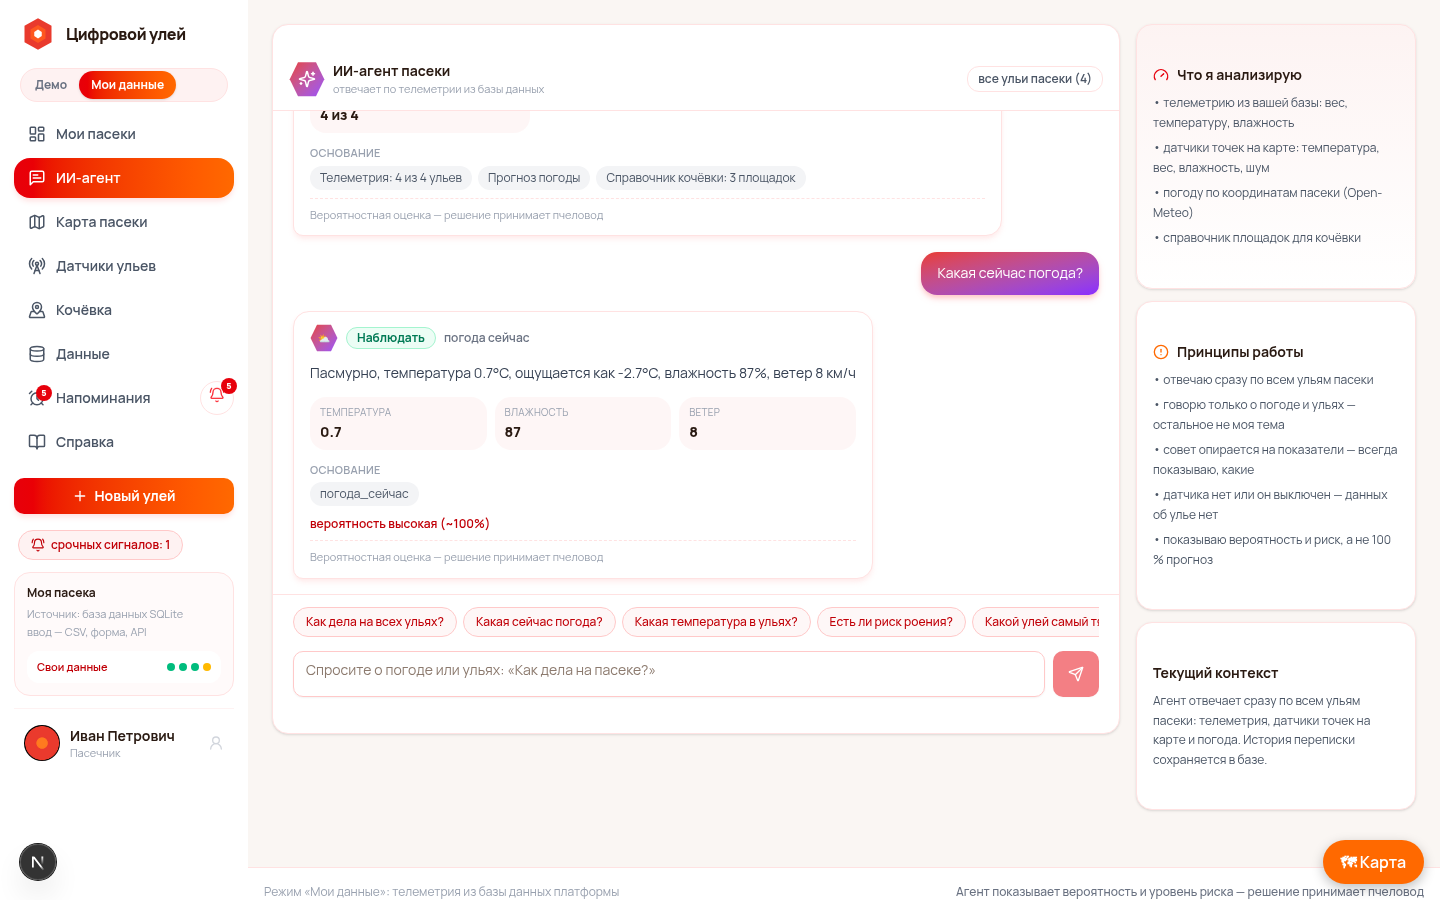 Цифровой улей
Демо
Мои данные
Мои пасеки
ИИ-агент
Карта пасеки
Датчики ульев
Кочёвка
Данные
5
Напоминания
5
Справка
+ Новый улей
срочных сигналов: 1
Моя пасека
Источник: база данных SQLite
ввод — CSV, форма, API
Свои данные
Иван Петрович
Пасечник
N
ИИ-агент пасеки
отвечает по телеметрии из базы данных
все ульи пасеки (4)
4 из 4
ОСНОВАНИЕ
Телеметрия: 4 из 4 ульев
Прогноз погоды
Справочник кочёвки: 3 площадок
Вероятностная оценка — решение принимает пчеловод
Какая сейчас погода?
Наблюдать
погода сейчас
Пасмурно, температура 0.7°C, ощущается как -2.7°C, влажность 87%, ветер 8 км/ч
ТЕМПЕРАТУРА
0.7
ВЛАЖНОСТЬ
87
ВЕТЕР
8
ОСНОВАНИЕ
погода_сейчас
вероятность высокая (~100%)
Вероятностная оценка — решение принимает пчеловод
Как дела на всех ульях?
Какая сейчас погода?
Какая температура в ульях?
Есть ли риск роения?
Какой улей самый тя
Спросите о погоде или ульях: «Как дела на пасеке?»
Что я анализирую
• телеметрию из вашей базы: вес,
температуру, влажность
• датчики точек на карте: температура,
вес, влажность, шум
• погоду по координатам пасеки (Open-
Meteo)
• справочник площадок для кочёвки
Принципы работы
• отвечаю сразу по всем ульям пасеки
• говорю только о погоде и ульях —
остальное не моя тема
• совет опирается на показатели — всегда
показываю, какие
• датчика нет или он выключен — данных
об улье нет
• показываю вероятность и риск, а не 100
% прогноз
Текущий контекст
Агент отвечает сразу по всем ульям
пасеки: телеметрия, датчики точек на
карте и погода. История переписки
сохраняется в базе.
Карта
Режим «Мои данные»: телеметрия из базы данных платформы
Агент показывает вероятность и уровень риска — решение принимает пчеловод